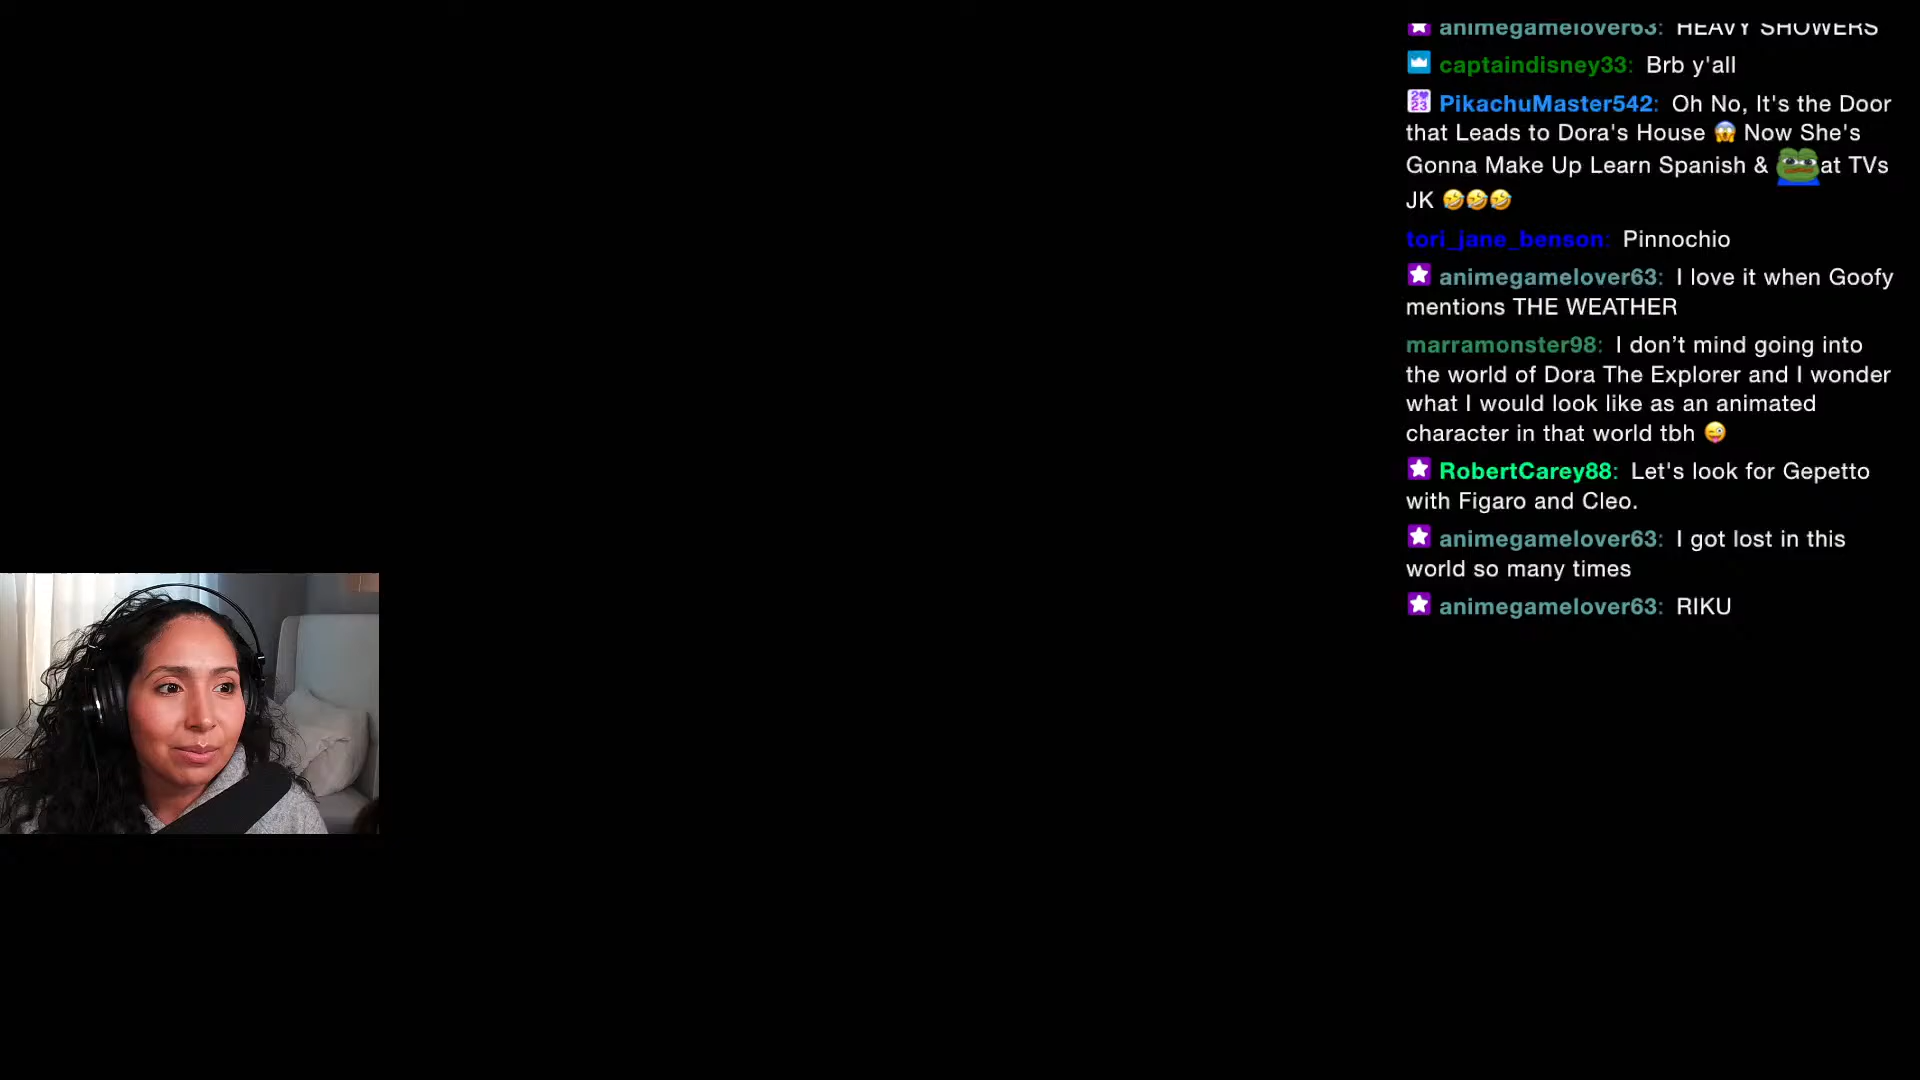 animegamelover63: HEAVY SHOWERS
captaindisney33: Brb y'all
PikachuMaster542: Oh No, It's the Door
that Leads to Dora's House 😱 Now She's
Gonna Make Up Learn Spanish & at TVs
JK 🤣🤣🤣
tori_jane_benson: Pinnochio
animegamelover63: I love it when Goofy
mentions THE WEATHER
marramonster98: I don’t mind going into
the world of Dora The Explorer and I wonder
what I would look like as an animated
character in that world tbh 😜
RobertCarey88: Let's look for Gepetto
with Figaro and Cleo.
animegamelover63: I got lost in this
world so many times
animegamelover63: RIKU